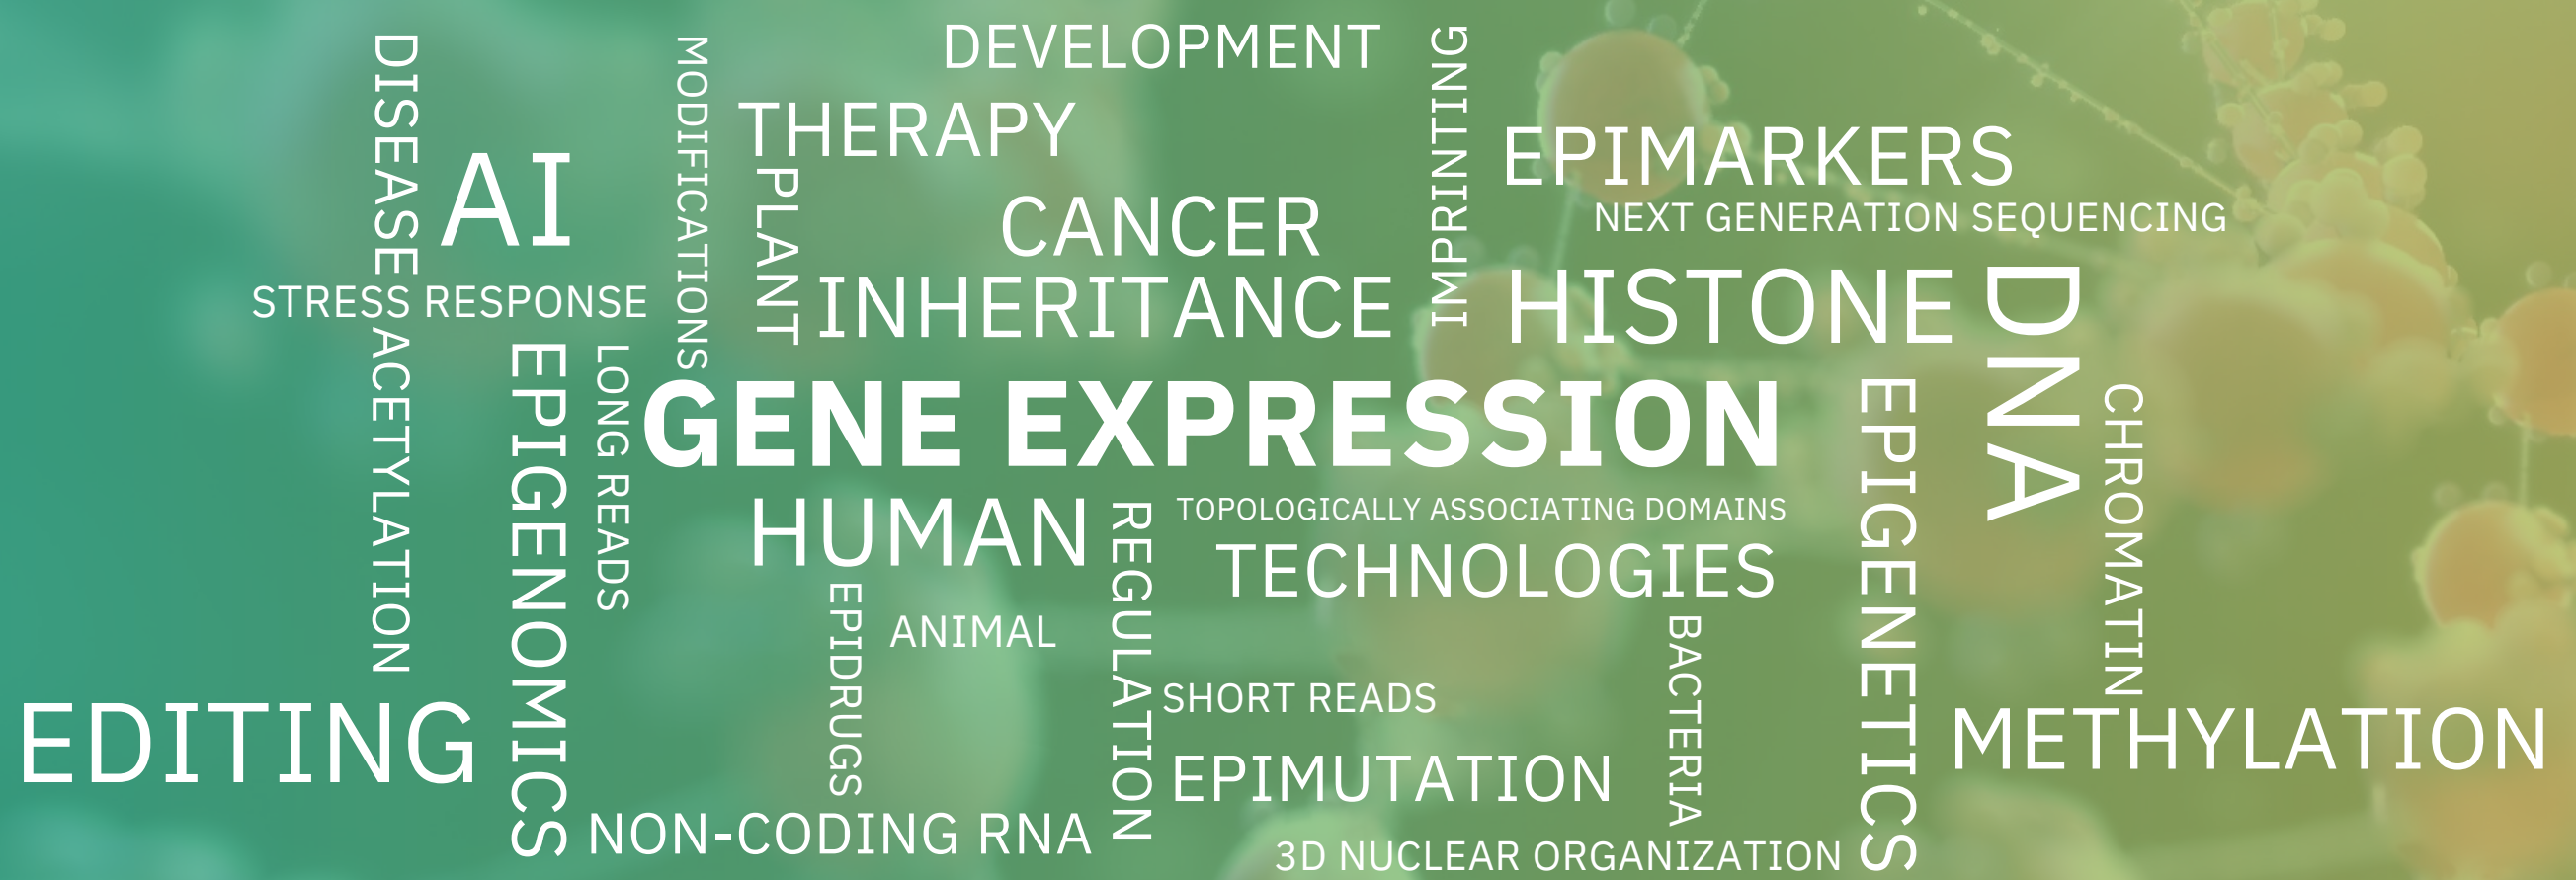 DEVELOPMENT
DISEASE
MODIFICATIONS
IMPRINTING
THERAPY
EPIMARKERS
AI
PLANT
CANCER
NEXT GENERATION SEQUENCING
STRESS RESPONSE
INHERITANCE
HISTONE
DNA
ACETYLATION
EPIGENOMICS
LONG READS
GENE EXPRESSION
EPIGENETICS
CHROMATIN
HUMAN
REGULATION
TOPOLOGICALLY ASSOCIATING DOMAINS
TECHNOLOGIES
EPIDRUGS
ANIMAL
BACTERIA
SHORT READS
EDITING
METHYLATION
EPIMUTATION
NON-CODING RNA
3D NUCLEAR ORGANIZATION